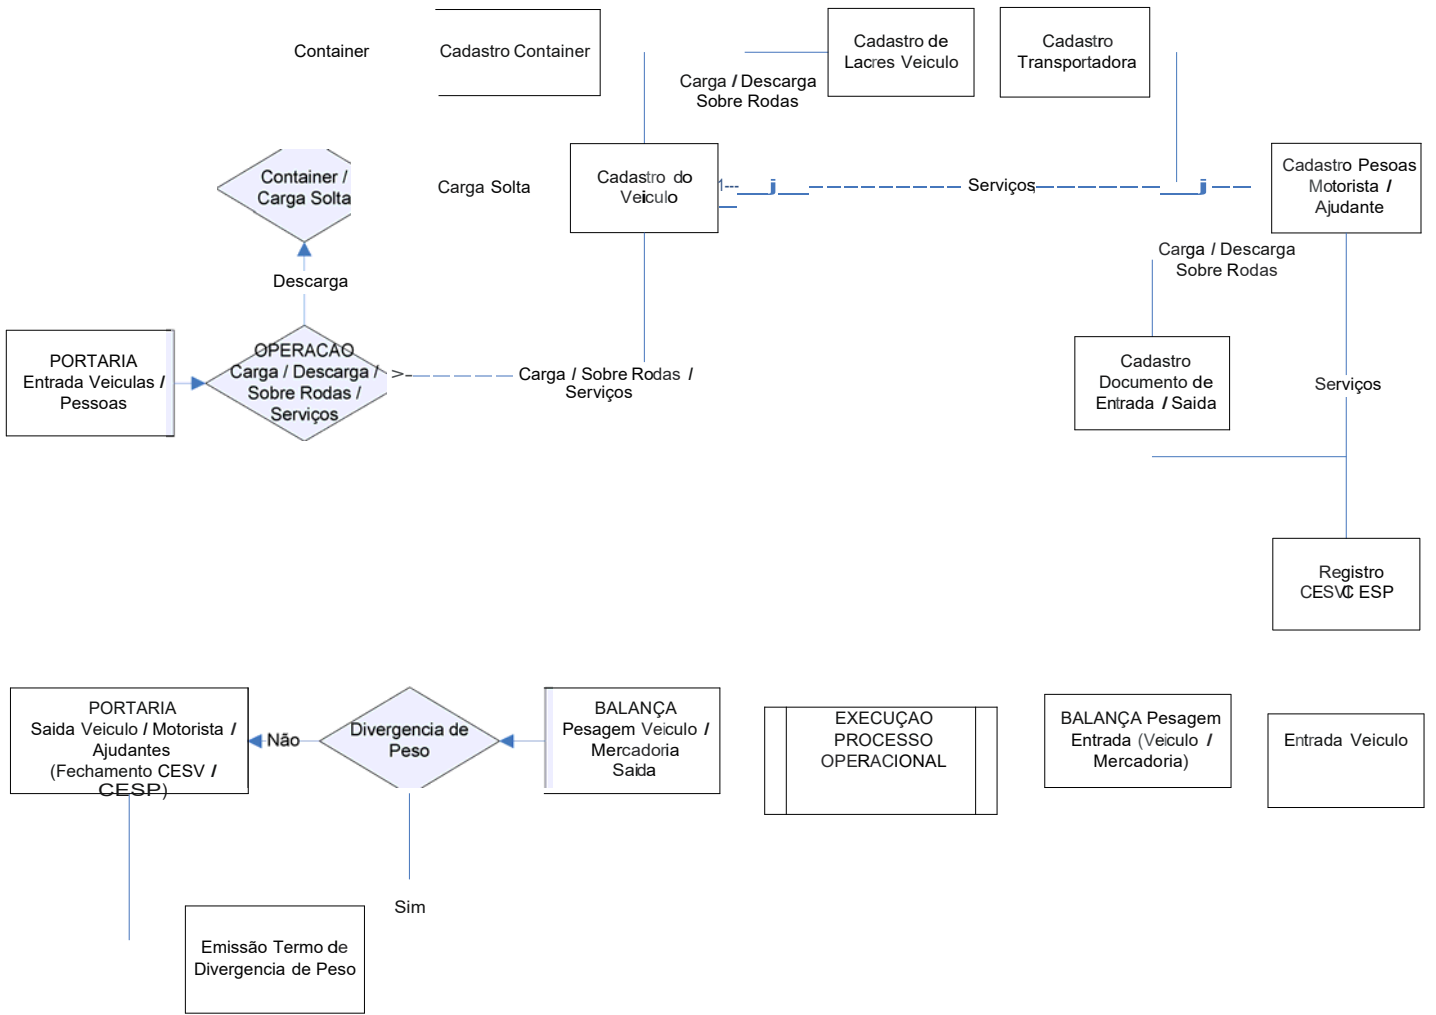 Container
Cadastro Container
Carga / Descarga
Sobre Rodas
Cadastro de
Lacres Veiculo
Cadastro
Transportadora
Container /
Carga Solta
Carga Solta
Cadastro do
Veiculo
Serviços
Cadastro Pesoas
Motorista /
Ajudante
Carga / Descarga
Sobre Rodas
Descarga
PORTARIA
Entrada Veiculas /
Pessoas
OPERACAO
Carga / Descarga /
Sobre Rodas /
Serviços
Carga / Sobre Rodas /
Serviços
Cadastro
Documento de
Entrada / Saida
Serviços
Registro
CESV/C ESP
PORTARIA
Saida Veiculo / Motorista /
Ajudantes
(Fechamento CESV /
CESP)
Não
Divergencia de
Peso
BALANÇA
Pesagem Veiculo /
Mercadoria
Saida
EXECUÇAO
PROCESSO
OPERACIONAL
BALANÇA Pesagem
Entrada (Veiculo /
Mercadoria)
Entrada Veiculo
Sim
Emissão Termo de
Divergencia de Peso